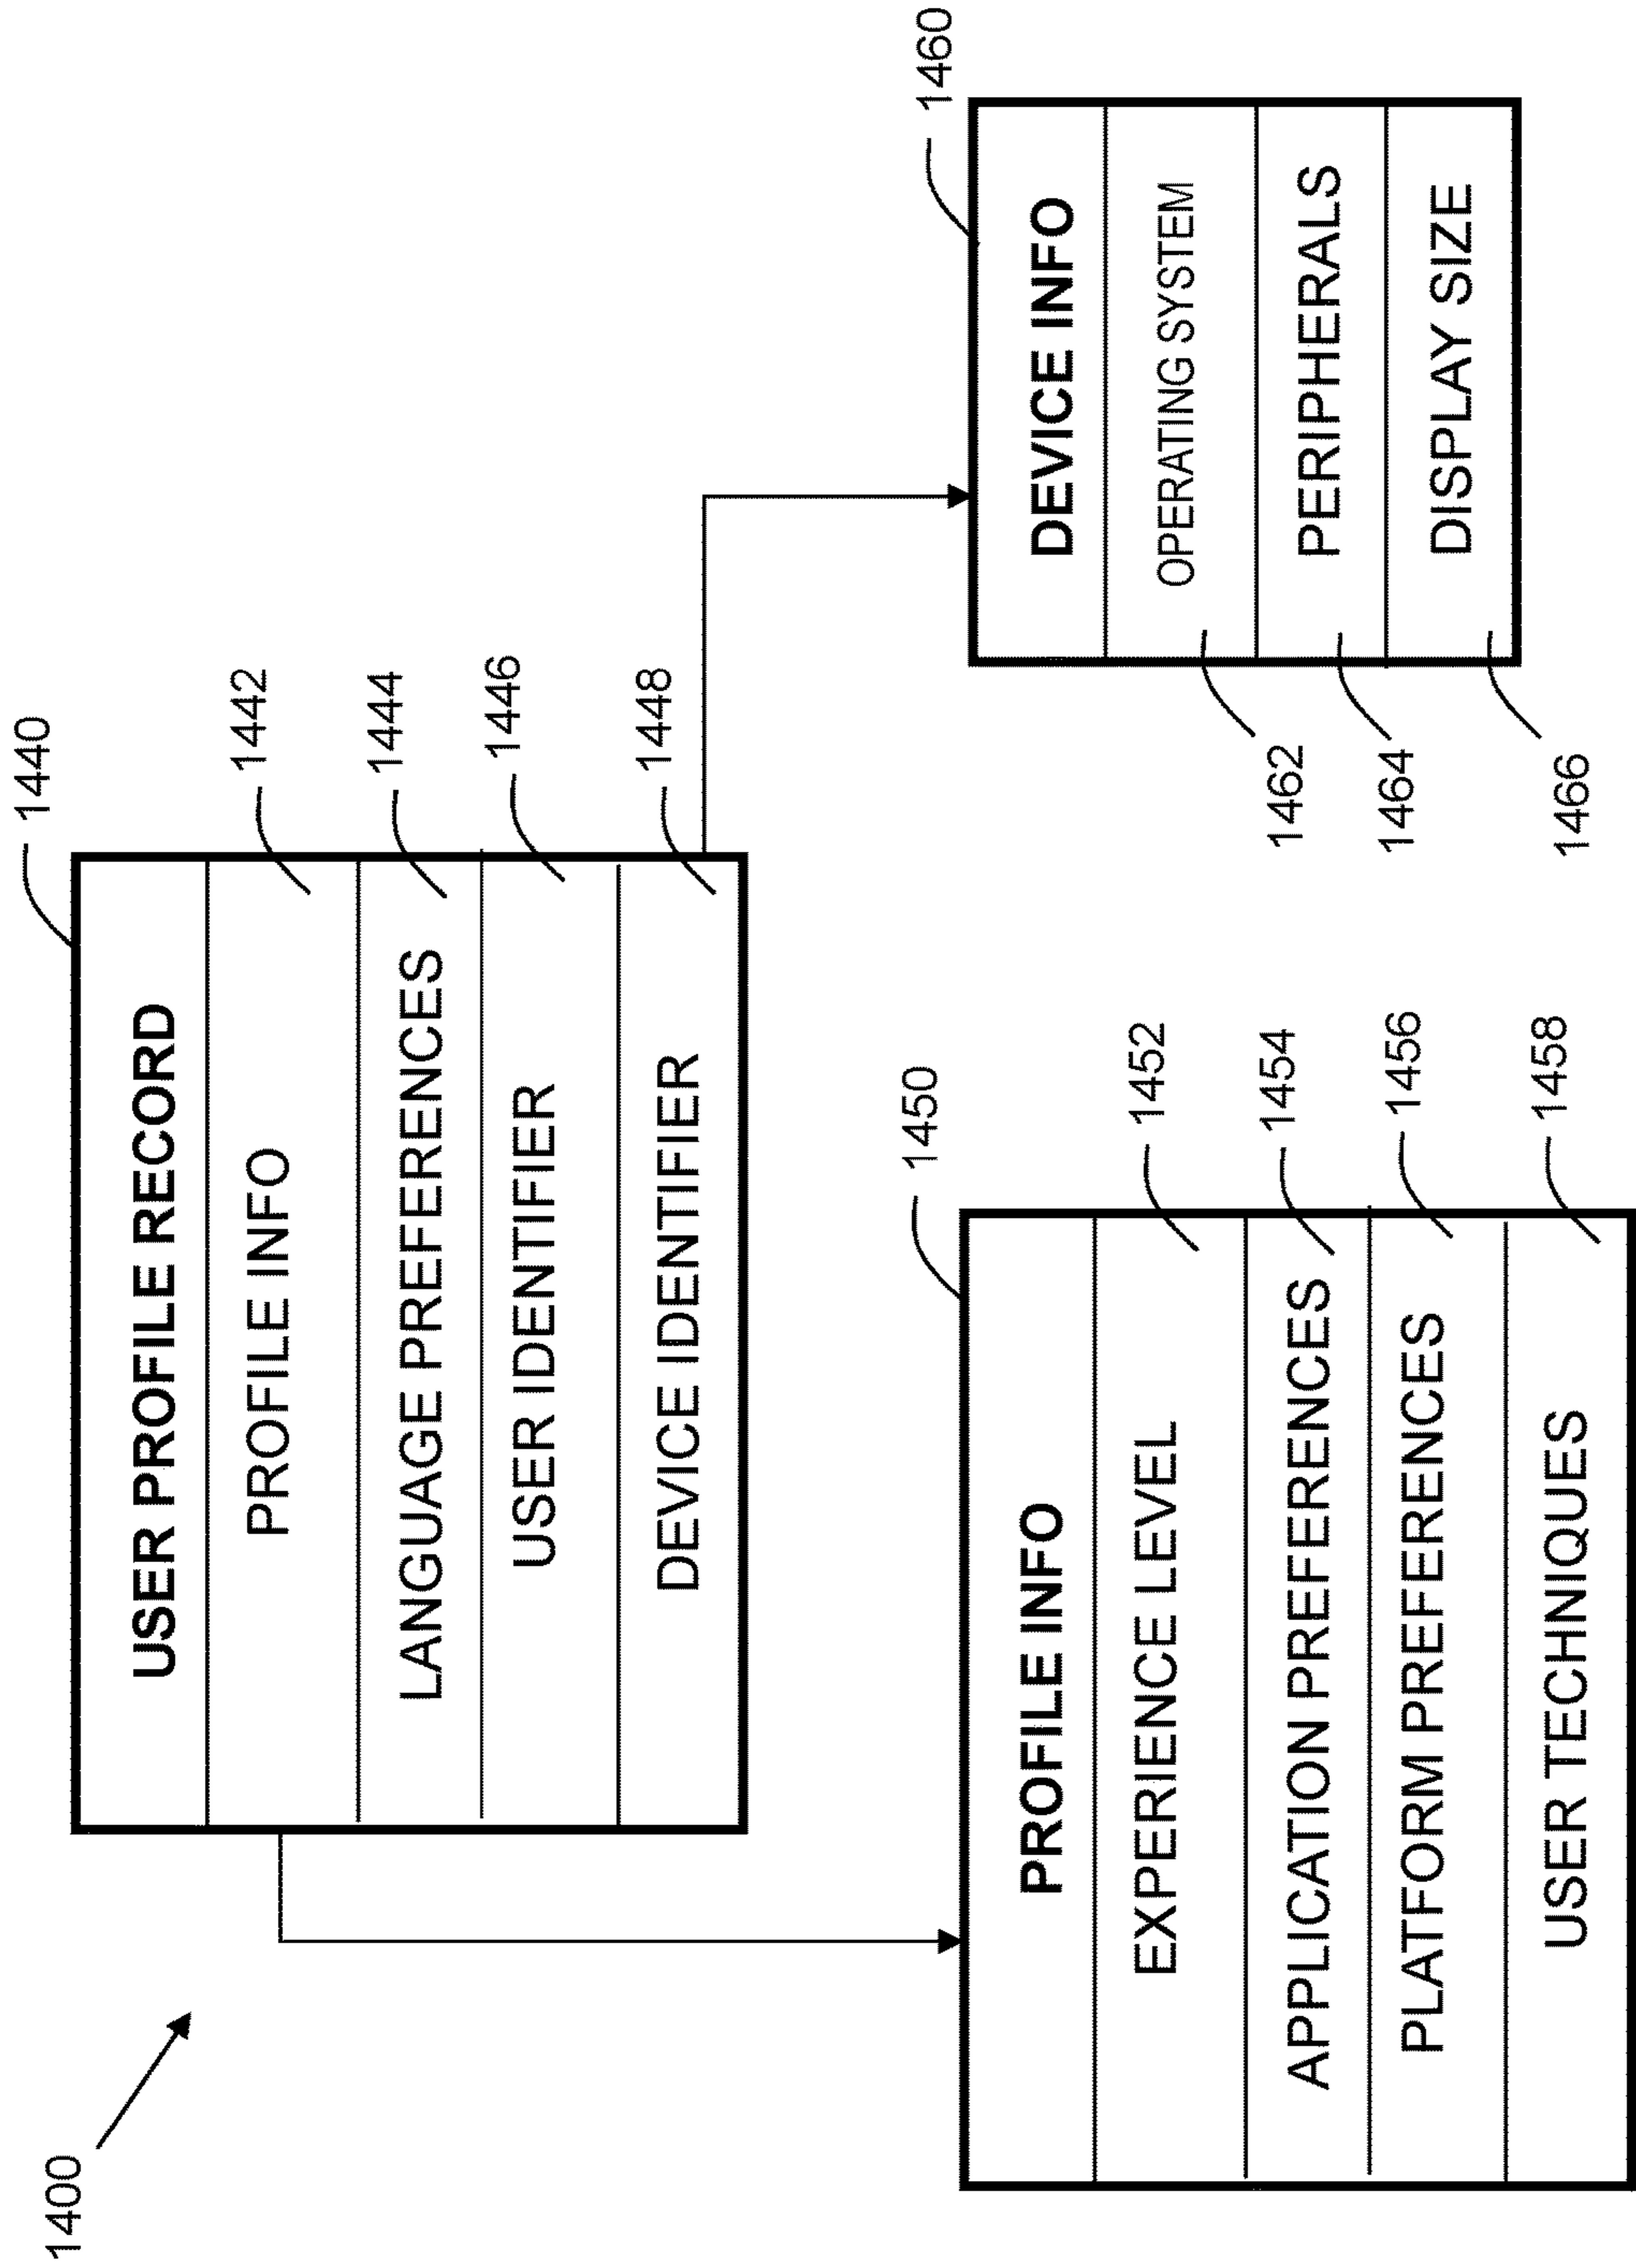 1400
1440
USER PROFILE RECORD
PROFILE INFO
1442
LANGUAGE PREFERENCES
1444
USER IDENTIFIER
1446
DEVICE IDENTIFIER
1448
1450
PROFILE INFO
EXPERIENCE LEVEL
1452
APPLICATION PREFERENCES
1454
PLATFORM PREFERENCES
1456
USER TECHNIQUES
1458
1460
DEVICE INFO
OPERATING SYSTEM
1462
PERIPHERALS
1464
DISPLAY SIZE
1466